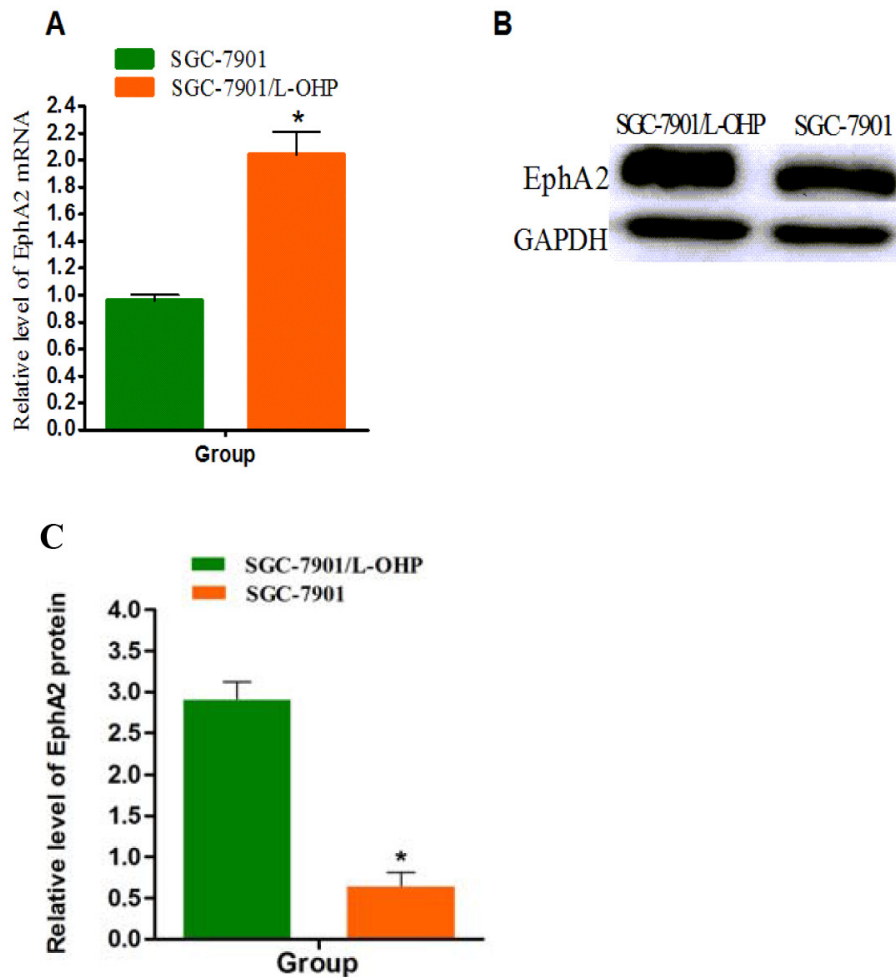 A
SGC-7901
SGC-7901/L-OHP
Relative level of EphA2 mRNA
2.4
2.2
2.0
1.8
1.6
1.4
1.2
1.0
0.8
0.6
0.4
0.2
0.0
*
Group
B
SGC-7901/L-OHP SGC-7901
EphA2
GAPDH
C
SGC-7901/L-OHP
SGC-7901
Relative level of EphA2 protein
4.0
3.5
3.0
2.5
2.0
1.5
1.0
0.5
0.0
*
Group